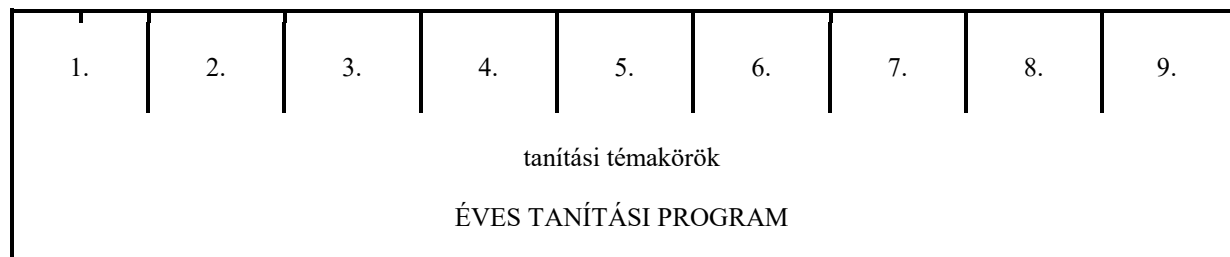 1. 2. 3. 4. 5. 6. 7. 8. 9.
tanítási témakörök
ÉVES TANÍTÁSI PROGRAM